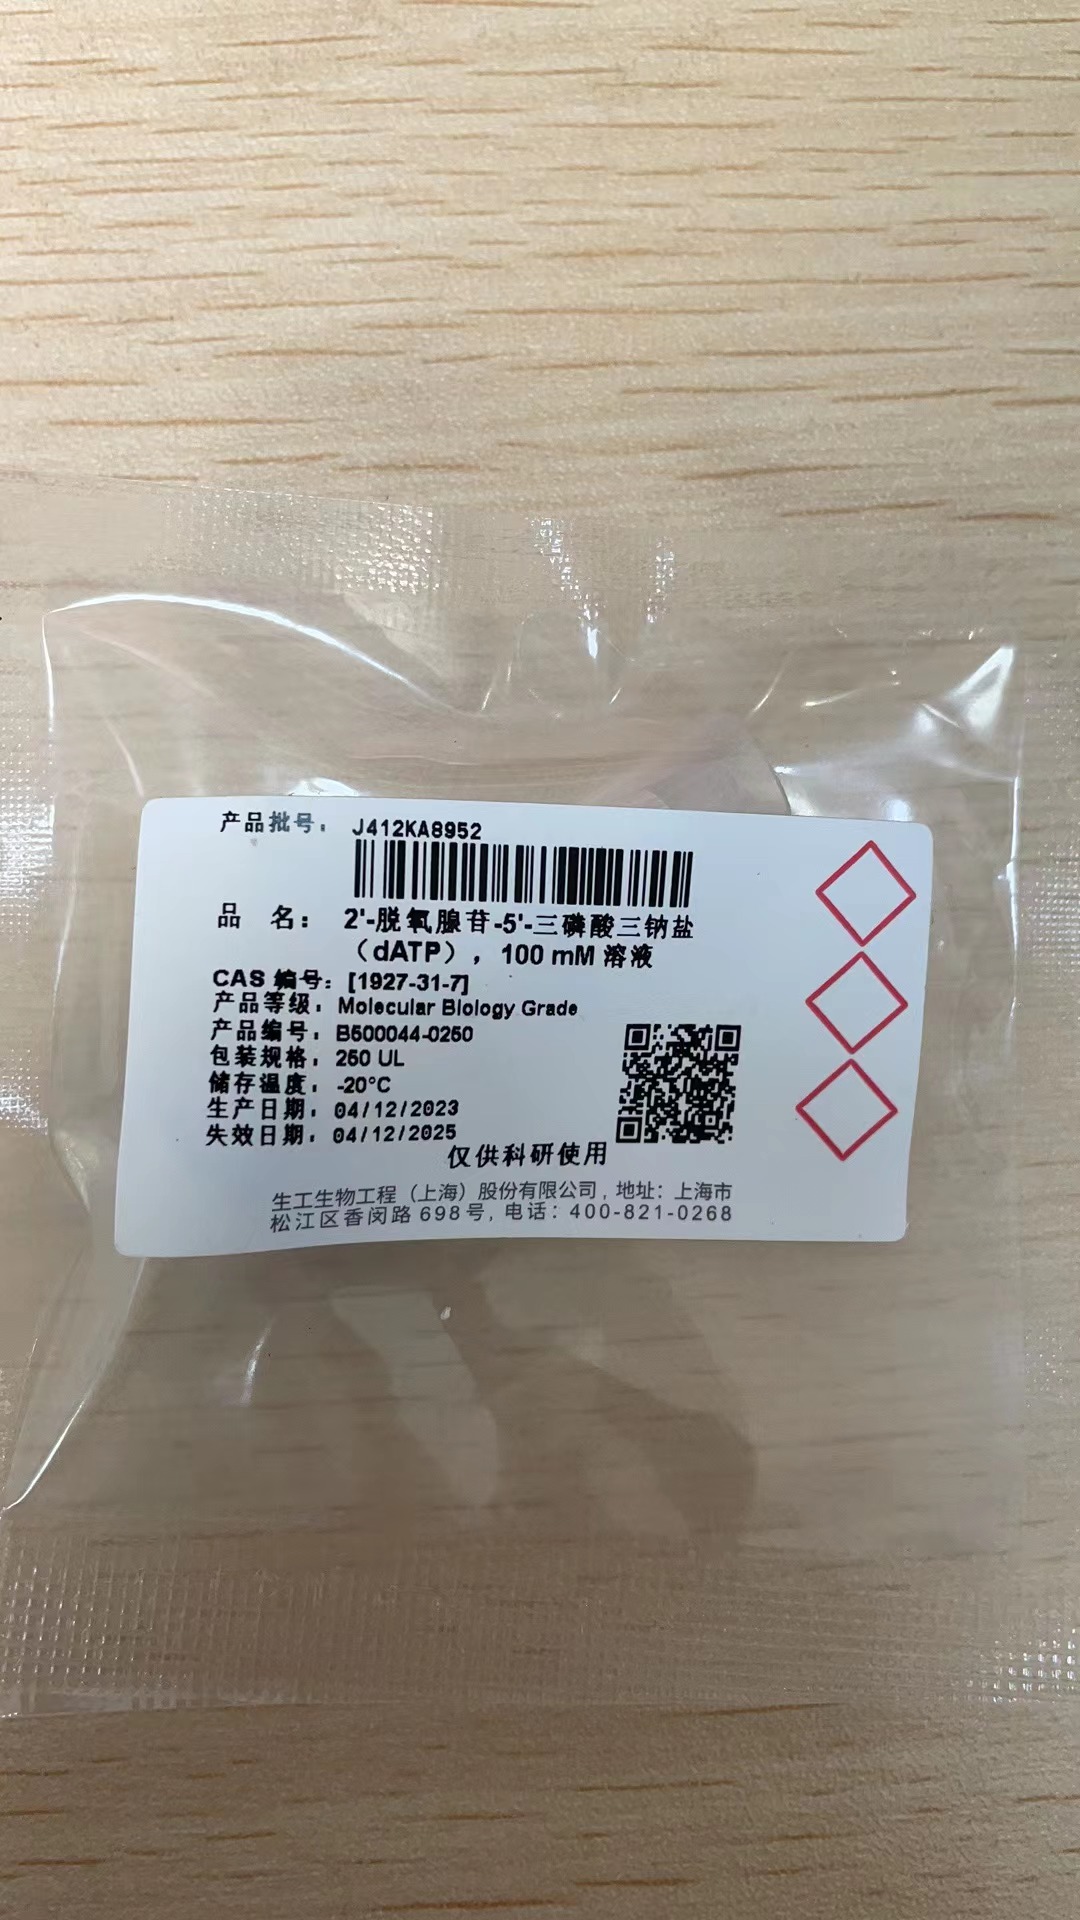 产品批号： J412KA8952
品 名： 2'-脱氧腺苷-5'-三磷酸三钠盐
（dATP），100 mM 溶液
CAS 编号： [1927-31-7]
产品等级： Molecular Biology Grade
产品编号： B500044-0250
包装规格： 250 UL
储存温度： -20°C
生产日期： 04/12/2023
失效日期： 04/12/2025
仅供科研使用
生工生物工程（上海）股份有限公司，地址：上海市
松江区香闵路 698号，电话：400-821-0268